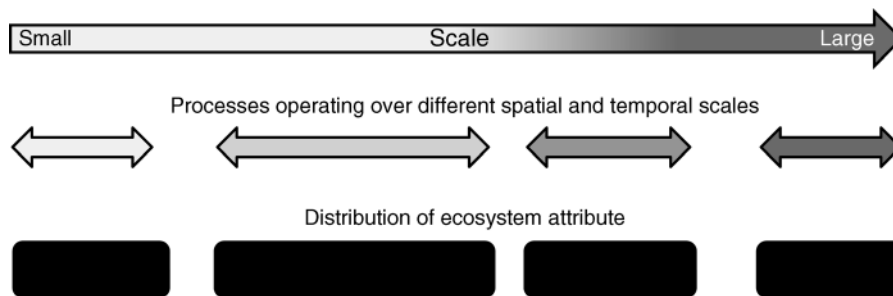 Small Scale Large
Processes operating over different spatial and temporal scales
Distribution of ecosystem attribute